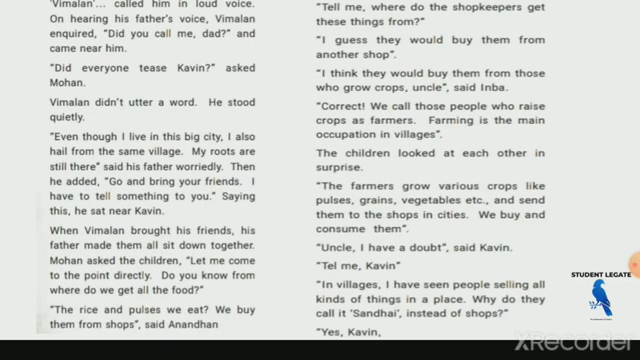 'Vimalan'... called him in loud voice.
On hearing his father's voice, Vimalan
enquired, "Did you call me, dad?" and
came near him.
"Did everyone tease Kavin?" asked
Mohan.
Vimalan didn't utter a word. He stood
quietly.
"Even though I live in this big city, I also
hail from the same village. My roots are
still there" said his father worriedly. Then
he added, "Go and bring your friends. I
have to tell something to you." Saying
this, he sat near Kavin.
When Vimalan brought his friends, his
father made them all sit down together.
Mohan asked the children, "Let me come
to the point directly. Do you know from
where do we get all the food?"
"The rice and pulses we eat? We buy
them from shops", said Anandhan
"Tell me, where do the shopkeepers get
these things from?"
"I guess they would buy them from
another shop".
"I think they would buy them from those
who grow crops, uncle", said Inba.
"Correct! We call those people who raise
crops as farmers. Farming is the main
occupation in villages".
The children looked at each other in
surprise.
"The farmers grow various crops like
pulses, grains, vegetables etc., and send
them to the shops in cities. We buy and
consume them".
"Uncle, I have a doubt", said Kavin.
"Tell me, Kavin"
"In villages, I have seen people selling all
kinds of things in a place. Why do they
call it 'Sandhai', instead of shops?"
"Yes, Kavin,
STUDENT LEGATE
XRecorder